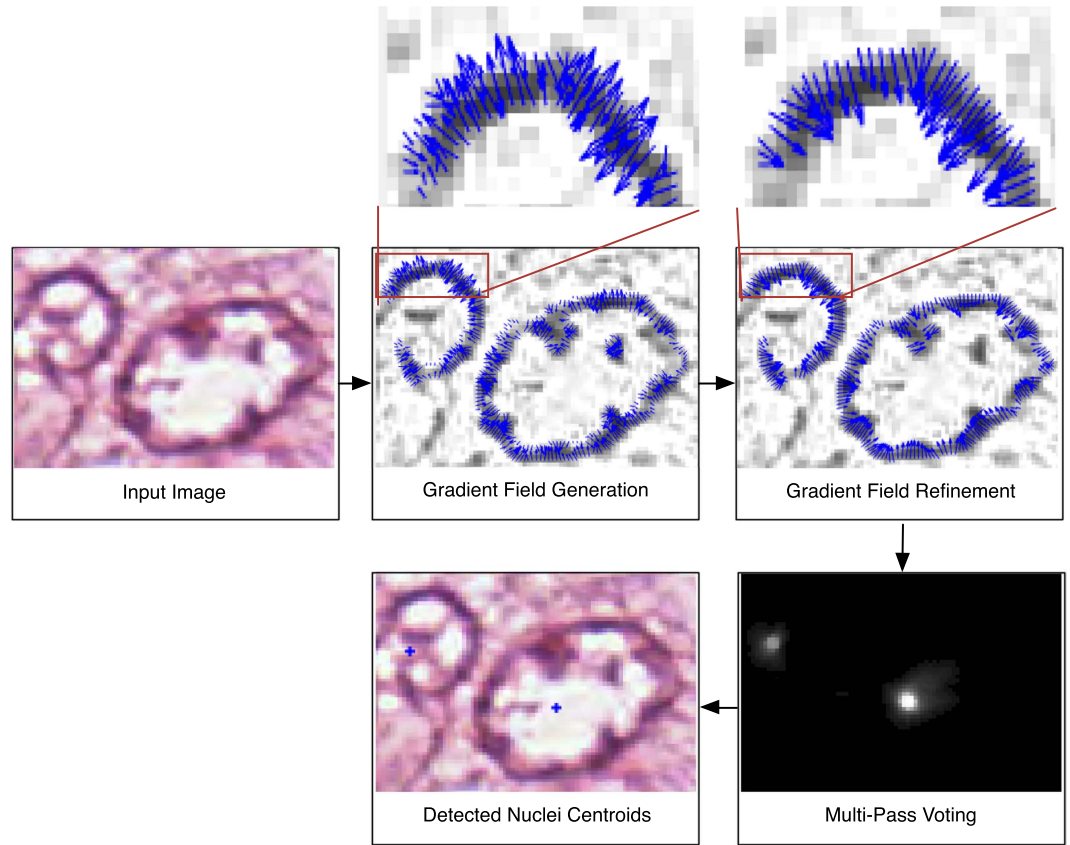 Input Image
Gradient Field Generation
Gradient Field Refinement
Detected Nuclei Centroids
Multi-Pass Voting